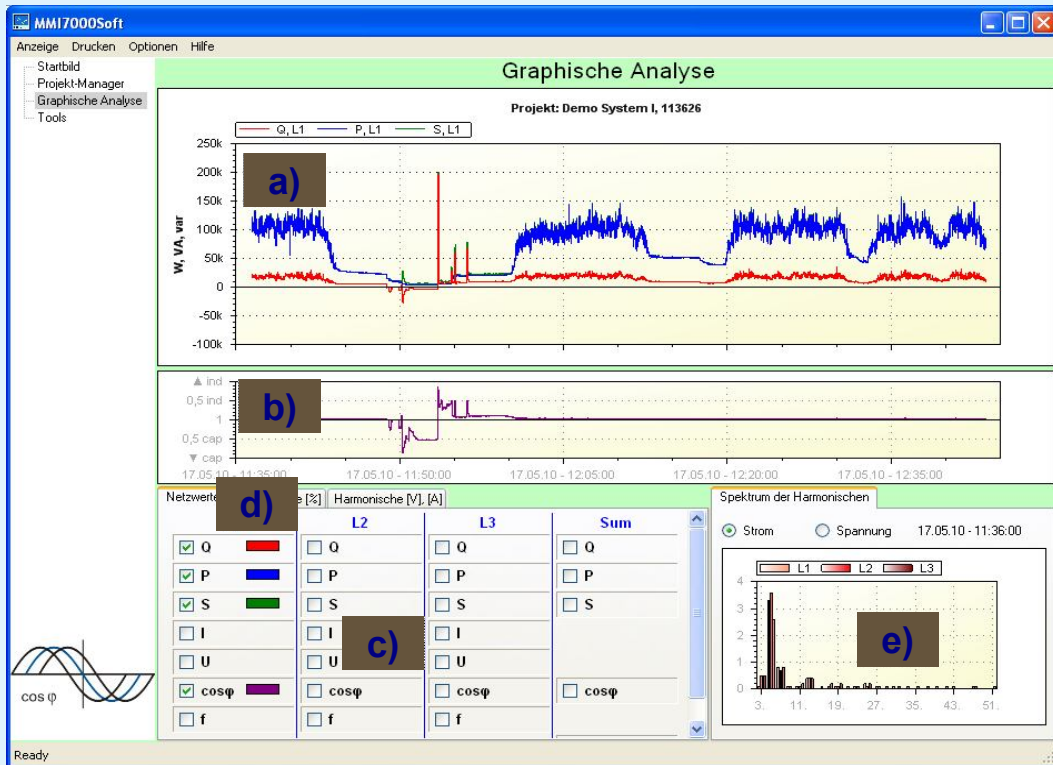 MMI7000Soft
Anzeige Drucken Optionen Hilfe
Startbild
Projekt-Manager
Graphische Analyse
Tools
Graphische Analyse
Projekt: Demo System I, 113626
Q, L1 P, L1 S, L1
W, VA, var
250k
200k
150k
100k
50k
0
-50k
-100k
a)
▲ ind
0,5 ind
1
0,5 cap
▼ cap
b)
17.05.10 - 11:35:00 17.05.10 - 11:50:00 17.05.10 - 12:05:00 17.05.10 - 12:20:00 17.05.10 - 12:35:00
Netzwerte [%] Harmonische [V], [A]
d)
L2 L3 Sum
Q Q Q Q
P P P P
S S S S
I I I
U U U
cosφ cosφ cosφ cosφ
f f f
c)
Spektrum der Harmonischen
Strom Spannung 17.05.10 - 11:36:00
L1 L2 L3
4
3
2
1
0
3. 11. 19. 27. 35. 43. 51.
e)
cos φ
Ready